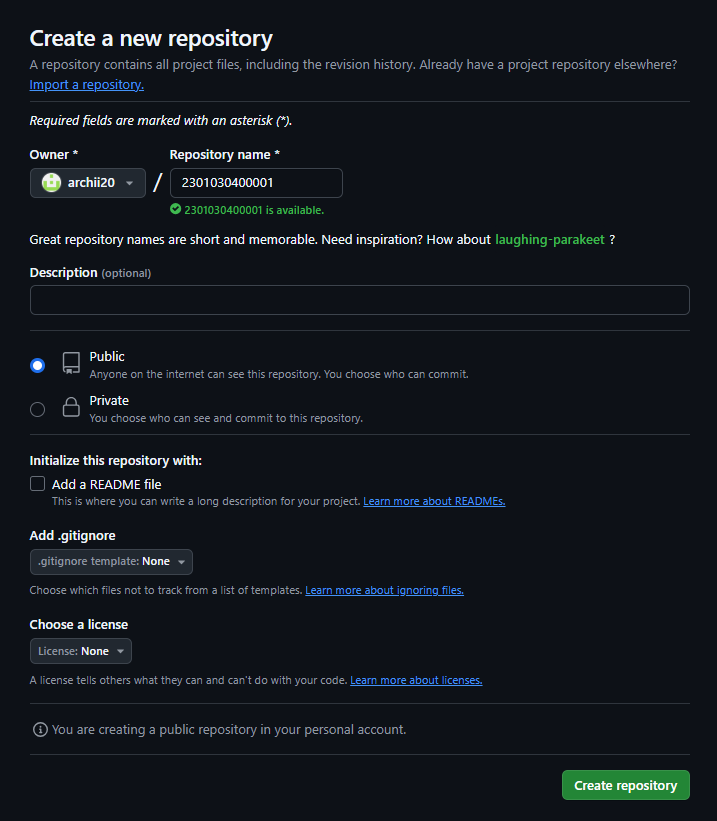 Create a new repository
A repository contains all project files, including the revision history. Already have a project repository elsewhere?
Import a repository.
Required fields are marked with an asterisk (*).
Owner * Repository name *
archii20 / 2301030400001
2301030400001 is available.
Great repository names are short and memorable. Need inspiration? How about laughing-parakeet ?
Description (optional)
Public
Anyone on the internet can see this repository. You choose who can commit.
Private
You choose who can see and commit to this repository.
Initialize this repository with:
Add a README file
This is where you can write a long description for your project. Learn more about READMEs.
Add .gitignore
.gitignore template: None
Choose which files not to track from a list of templates. Learn more about ignoring files.
Choose a license
License: None
A license tells others what they can and can't do with your code. Learn more about licenses.
You are creating a public repository in your personal account.
Create repository